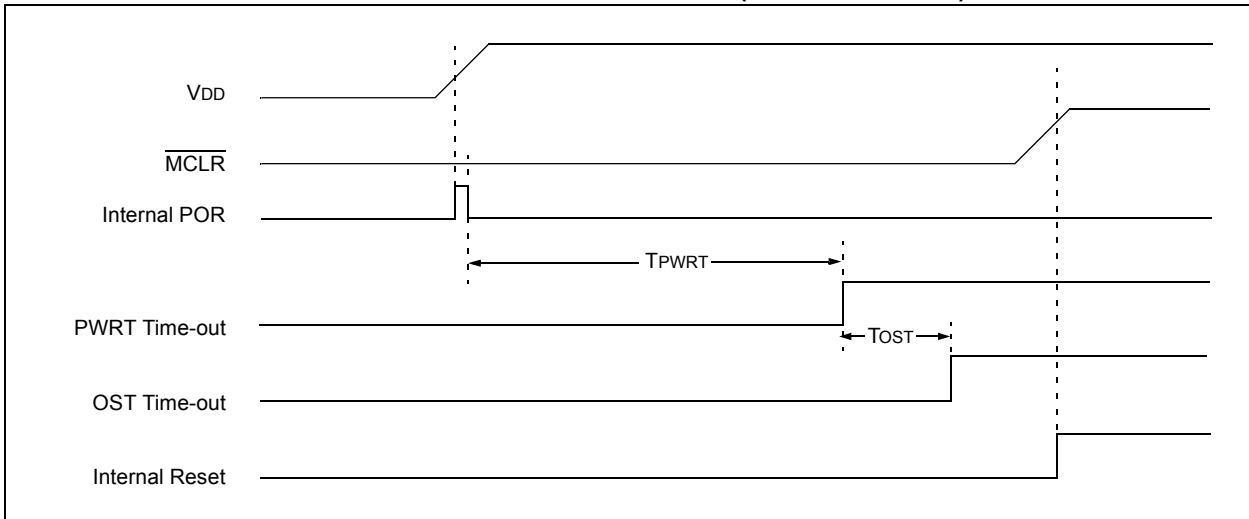 VDD
MCLR
Internal POR
TPWRT
PWRT Time-out
TOST
OST Time-out
Internal Reset